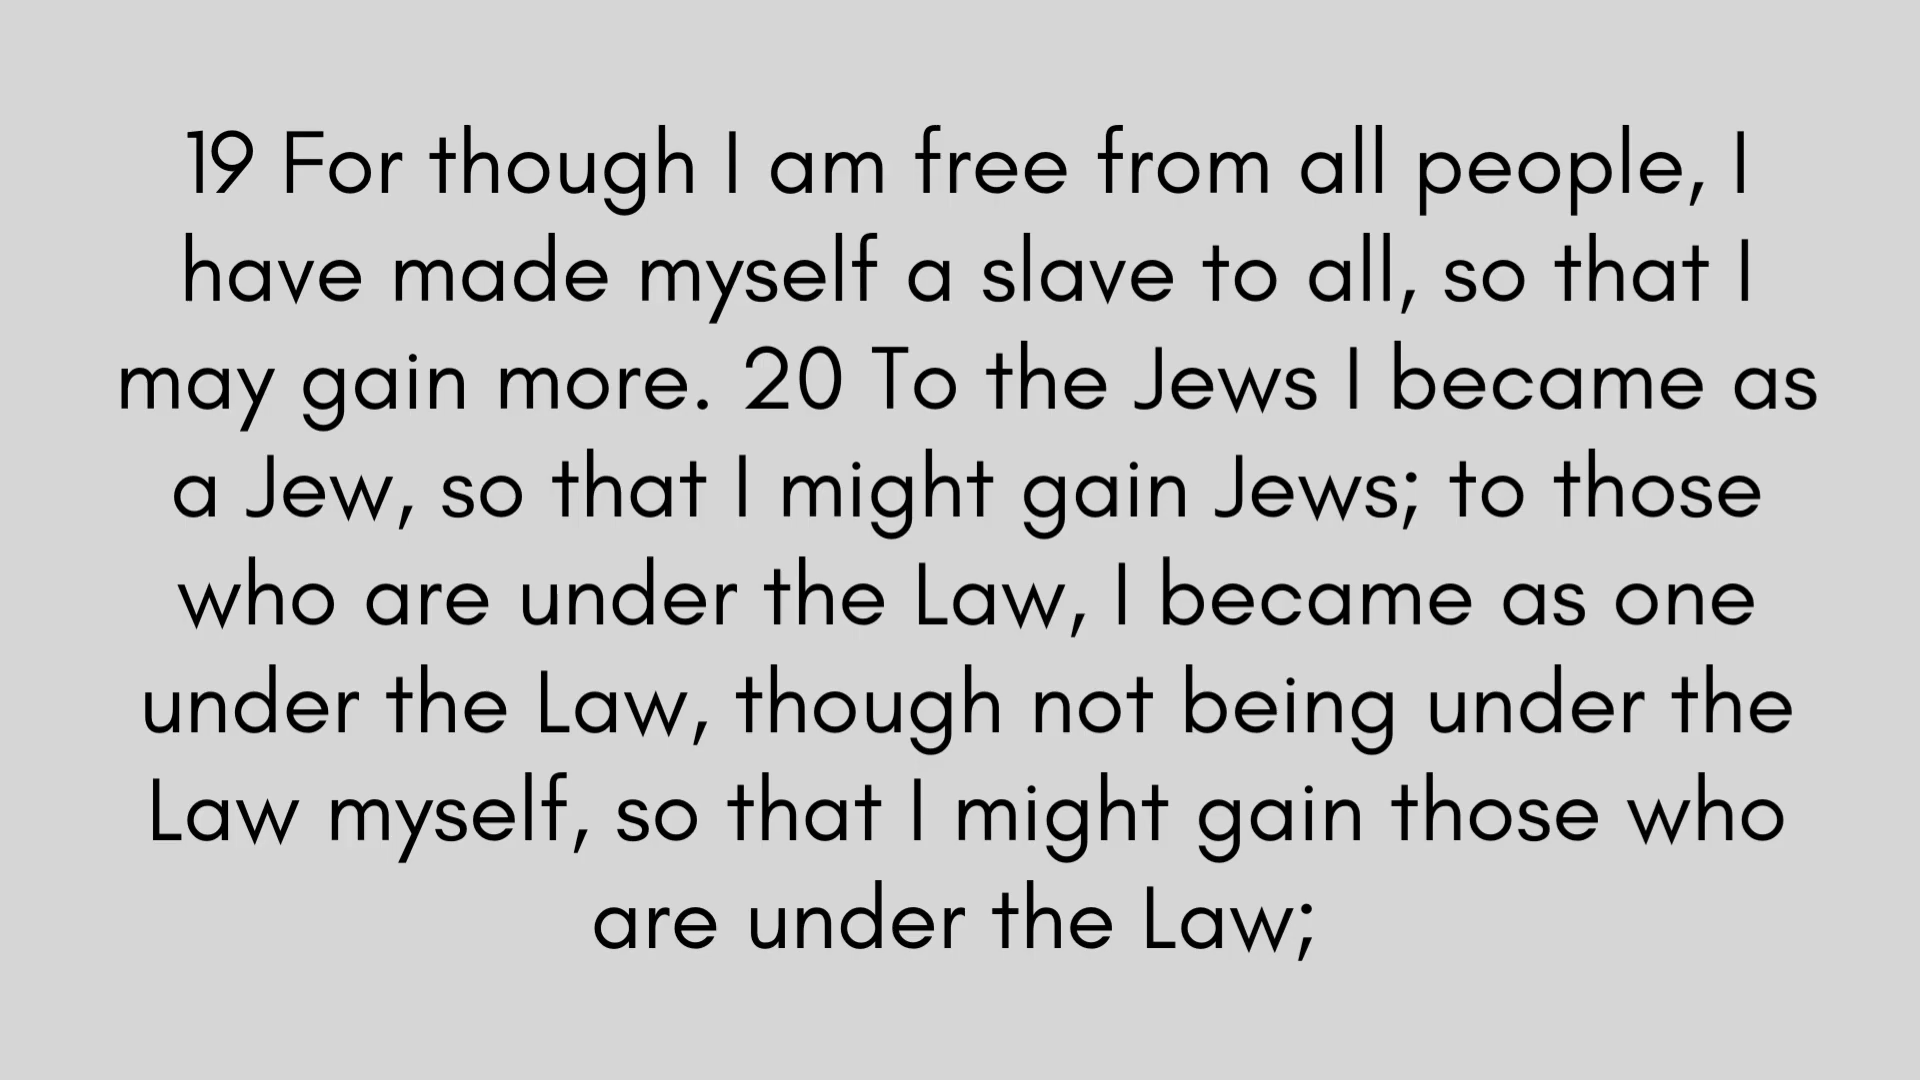 19 For though I am free from all people, I
have made myself a slave to all, so that I
may gain more. 20 To the Jews I became as
a Jew, so that I might gain Jews; to those
who are under the Law, I became as one
under the Law, though not being under the
Law myself, so that I might gain those who
are under the Law;